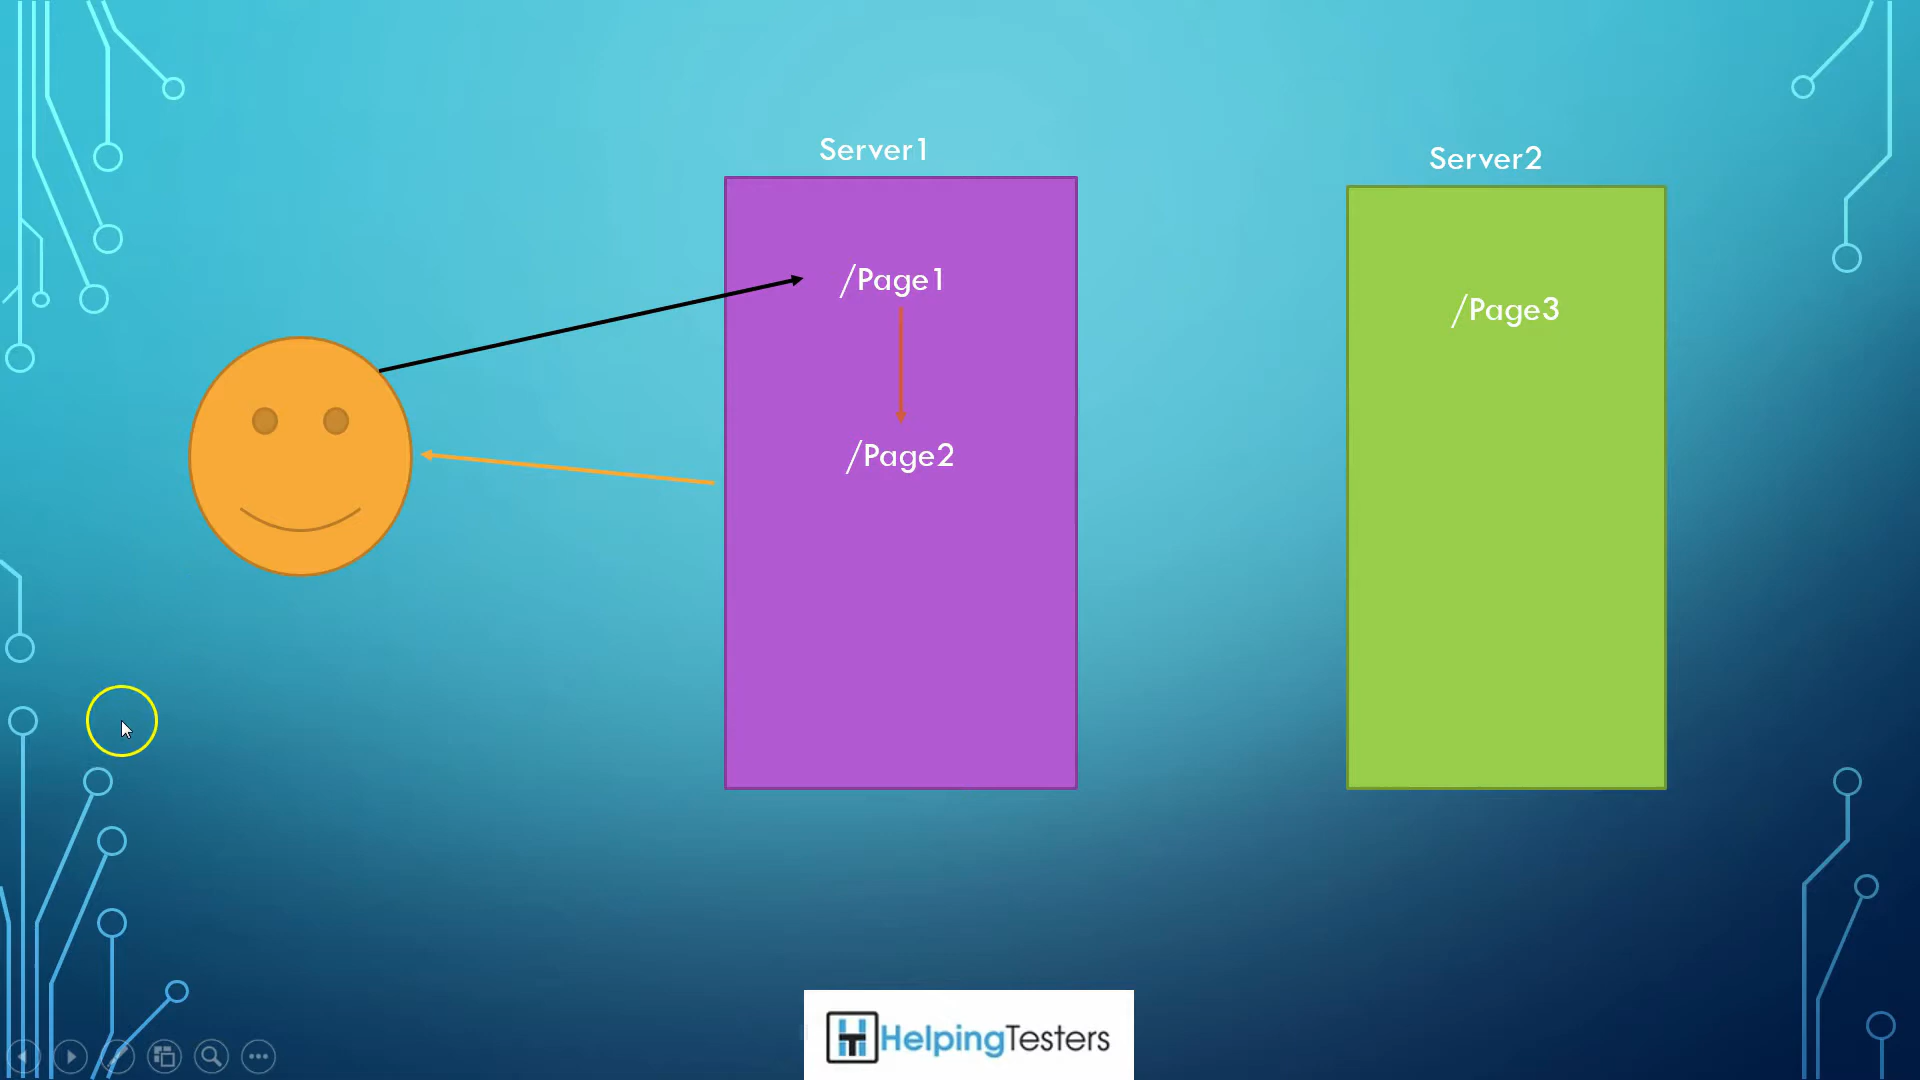 Server1
Server2
/Page1
/Page3
/Page2
HelpingTesters